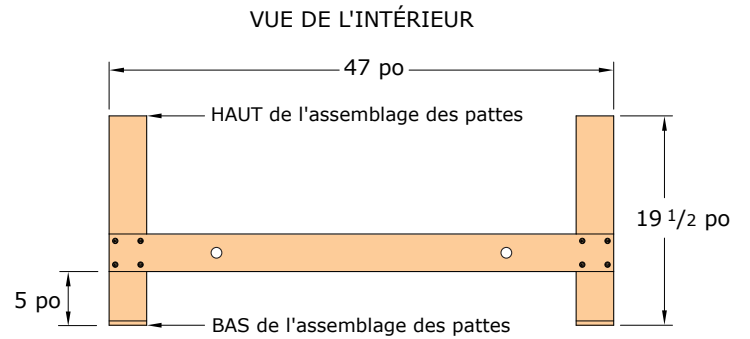 VUE DE L'INTÉRIEUR
47 po
HAUT de l'assemblage des pattes
19 1/2 po
5 po
BAS de l'assemblage des pattes